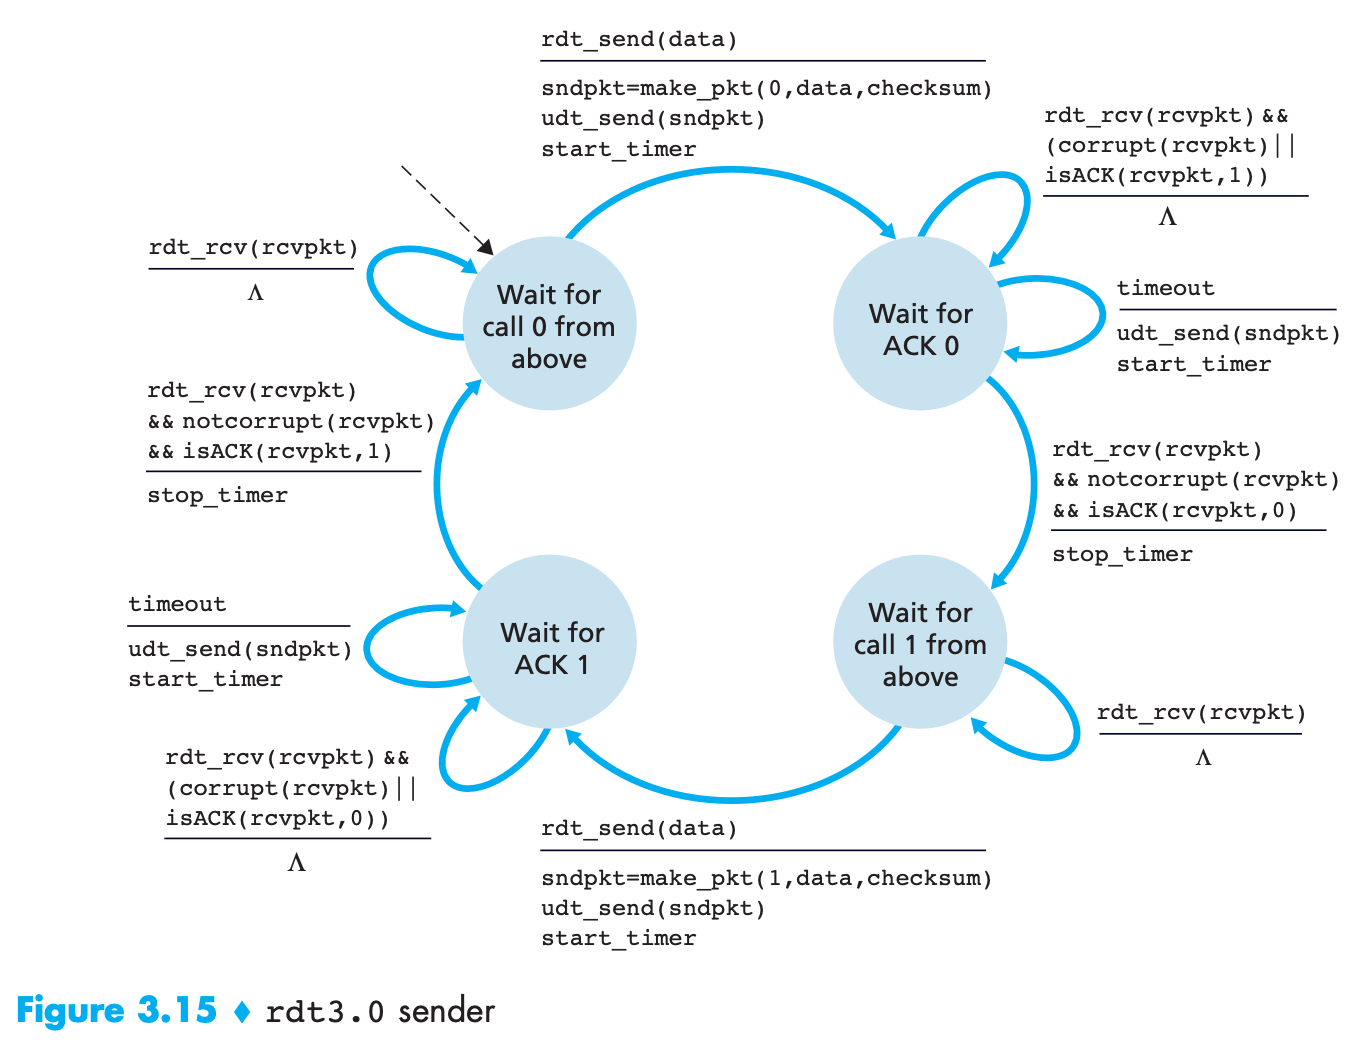 rdt_send(data)
sndpkt=make_pkt(0,data,checksum)
udt_send(sndpkt)
start_timer
rdt_rcv(rcvpkt) &&
(corrupt(rcvpkt)||
isACK(rcvpkt,1))
Λ
rdt_rcv(rcvpkt)
Λ
Wait for
call 0 from
above
Wait for
ACK 0
timeout
udt_send(sndpkt)
start_timer
rdt_rcv(rcvpkt)
&& notcorrupt(rcvpkt)
&& isACK(rcvpkt,1)
stop_timer
rdt_rcv(rcvpkt)
&& notcorrupt(rcvpkt)
&& isACK(rcvpkt,0)
stop_timer
timeout
udt_send(sndpkt)
start_timer
Wait for
ACK 1
Wait for
call 1 from
above
rdt_rcv(rcvpkt)
Λ
rdt_rcv(rcvpkt) &&
(corrupt(rcvpkt)||
isACK(rcvpkt,0))
Λ
rdt_send(data)
sndpkt=make_pkt(1,data,checksum)
udt_send(sndpkt)
start_timer
Figure 3.15 ♦ rdt3.0 sender